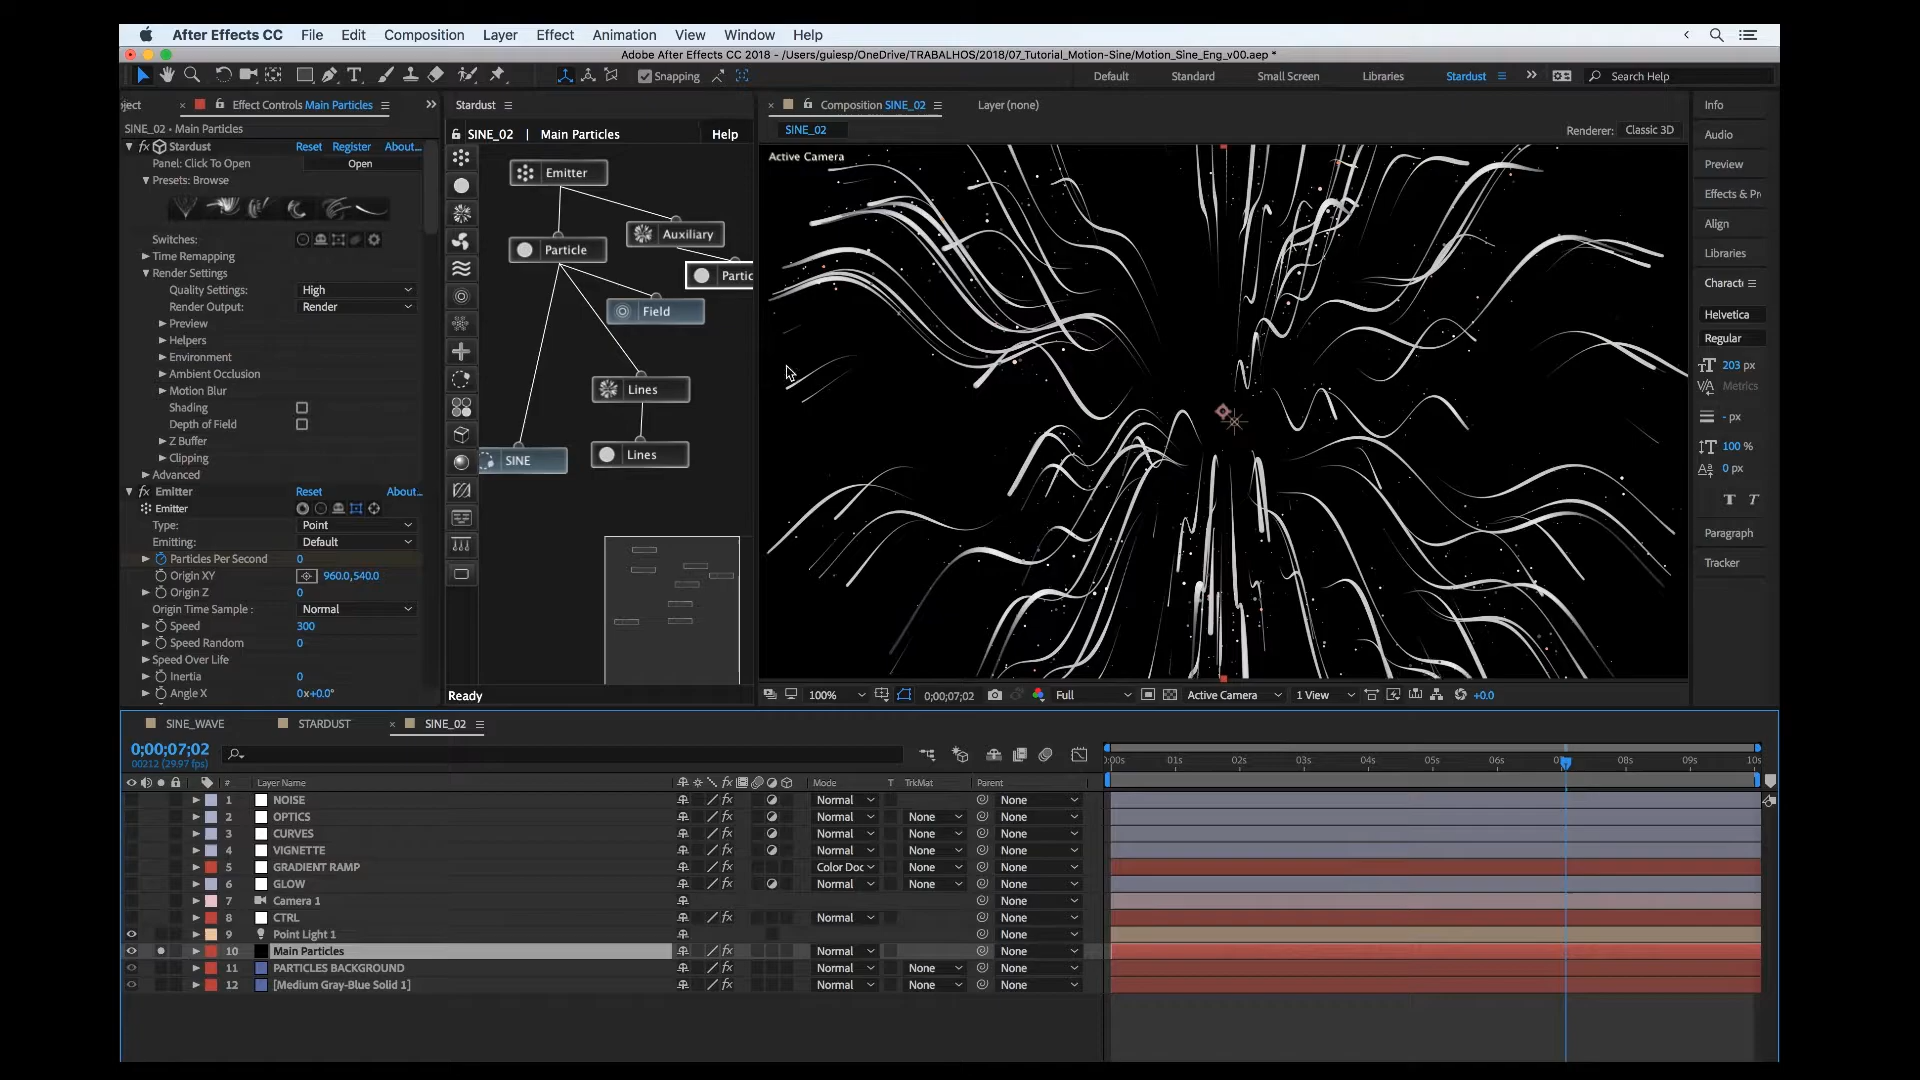 After Effects CC File Edit Composition Layer Effect Animation View Window Help
Adobe After Effects CC 2018 - /Users/guiesp/OneDrive/TRABALHOS/2018/07_Tutorial_Motion-Sine/Motion_Sine_Eng_v00.aep *
Snapping Default Standard Small Screen Libraries Stardust Search Help
Effect Controls Main Particles
SINE_02 • Main Particles
fx Stardust Reset Register About...
Panel: Click To Open Open
Presets: Browse
Switches:
Time Remapping
Render Settings
Quality Settings: High
Render Output: Render
Preview
Helpers
Environment
Ambient Occlusion
Motion Blur
Shading
Depth of Field
Z Buffer
Clipping
Advanced
fx Emitter Reset About...
Emitter
Type: Point
Emitting: Default
Particles Per Second 0
Origin XY 960.0,540.0
Origin Z 0
Origin Time Sample : Normal
Speed 300
Speed Random 0
Speed Over Life
Inertia 0
Angle X 0x+0.0°
Stardust
SINE_02 | Main Particles Help
Emitter
Auxiliary
Particle
Partic
Field
Lines
Lines
SINE
Ready
Composition SINE_02 Layer (none)
SINE_02 Renderer: Classic 3D
Active Camera
100% 0;00;07;02 Full Active Camera 1 View +0.0
Info
Audio
Preview
Effects & Pr
Align
Libraries
Charact
Helvetica
Regular
203 px
Metrics
- px
100 %
0 px
T T
Paragraph
Tracker
SINE_WAVE STARDUST SINE_02
0;00;07;02
00212 (29.97 fps)
# Layer Name Mode T TrkMat Parent
:00s 01s 02s 03s 04s 05s 06s 08s 09s 10s
1 NOISE Normal None
2 OPTICS Normal None None
3 CURVES Normal None None
4 VIGNETTE Normal None None
5 GRADIENT RAMP Color Doc None None
6 GLOW Normal None None
7 Camera 1 None
8 CTRL Normal None
9 Point Light 1 None
10 Main Particles Normal None
11 PARTICLES BACKGROUND Normal None None
12 [Medium Gray-Blue Solid 1] Normal None None